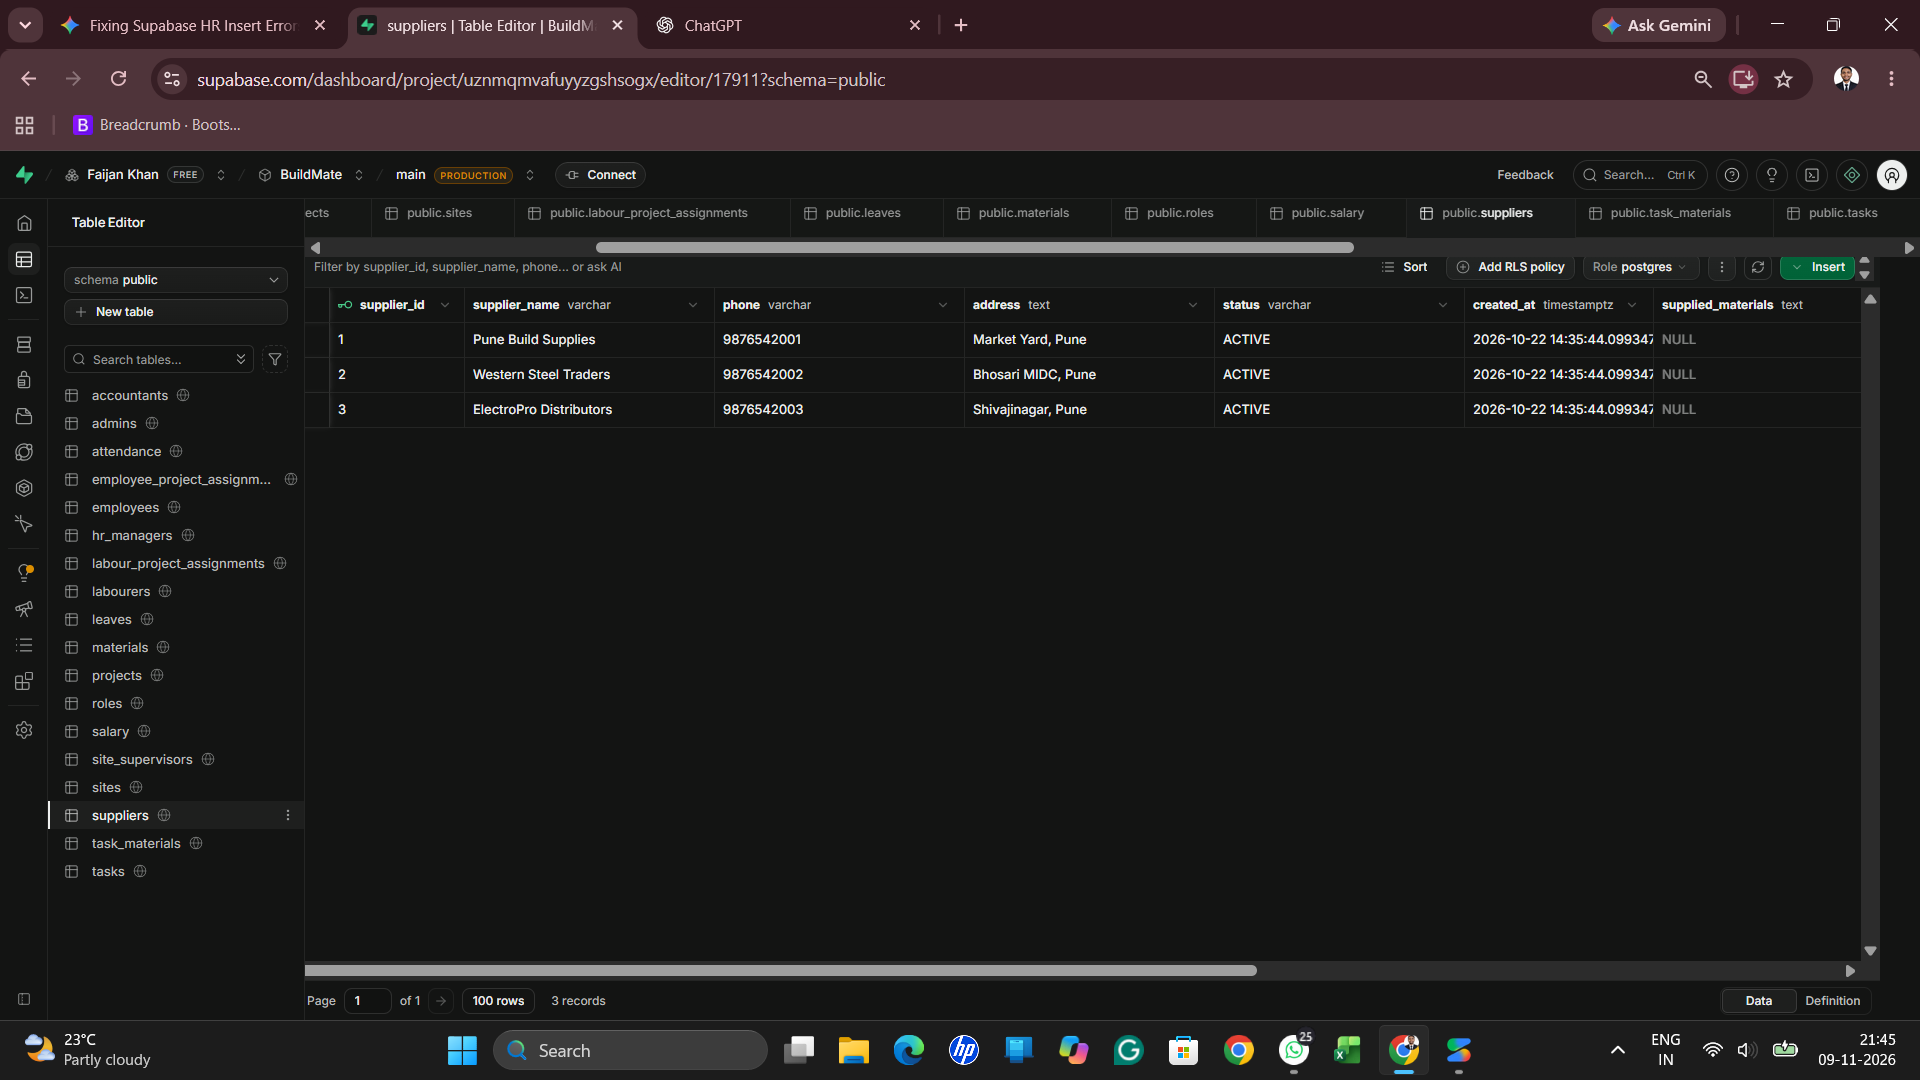 Fixing Supabase HR Insert Error
suppliers | Table Editor | BuildM
ChatGPT
Ask Gemini
supabase.com/dashboard/project/uznmqmvafuyyzgshsogx/editor/17911?schema=public
B Breadcrumb · Boots...
Faijan Khan FREE
BuildMate
main PRODUCTION
Connect
Feedback
Search... Ctrl K
Table Editor
ects
public.sites
public.labour_project_assignments
public.leaves
public.materials
public.roles
public.salary
public.suppliers
public.task_materials
public.tasks
schema public
New table
Search tables...
accountants
admins
attendance
employee_project_assignm...
employees
hr_managers
labour_project_assignments
labourers
leaves
materials
projects
roles
salary
site_supervisors
sites
suppliers
task_materials
tasks
Filter by supplier_id, supplier_name, phone... or ask AI
Sort
Add RLS policy
Role postgres
Insert
supplier_id supplier_name varchar phone varchar address text status varchar created_at timestamptz supplied_materials text
1 Pune Build Supplies 9876542001 Market Yard, Pune ACTIVE 2026-10-22 14:35:44.099347 NULL
2 Western Steel Traders 9876542002 Bhosari MIDC, Pune ACTIVE 2026-10-22 14:35:44.099347 NULL
3 ElectroPro Distributors 9876542003 Shivajinagar, Pune ACTIVE 2026-10-22 14:35:44.099347 NULL
Page 1 of 1 100 rows 3 records
Data Definition
23°C
Partly cloudy
Search
hp
25
ENG
IN
21:45
09-11-2026